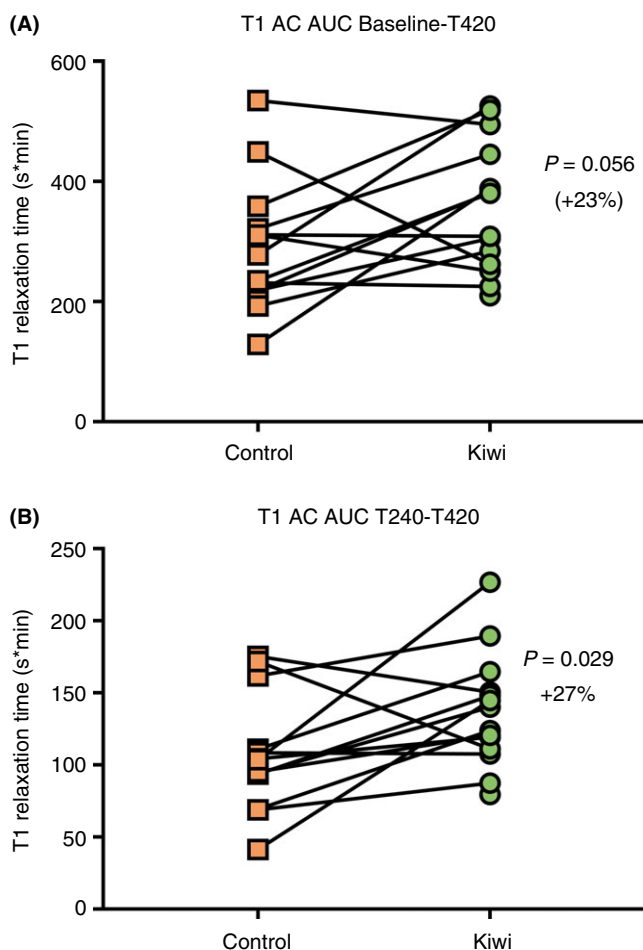 (A)
T1 AC AUC Baseline-T420
T1 relaxation time (s*min)
600
400
200
0
Control
Kiwi
P = 0.056
(+23%)
(B)
T1 AC AUC T240-T420
T1 relaxation time (s*min)
250
200
150
100
50
0
Control
Kiwi
P = 0.029
+27%